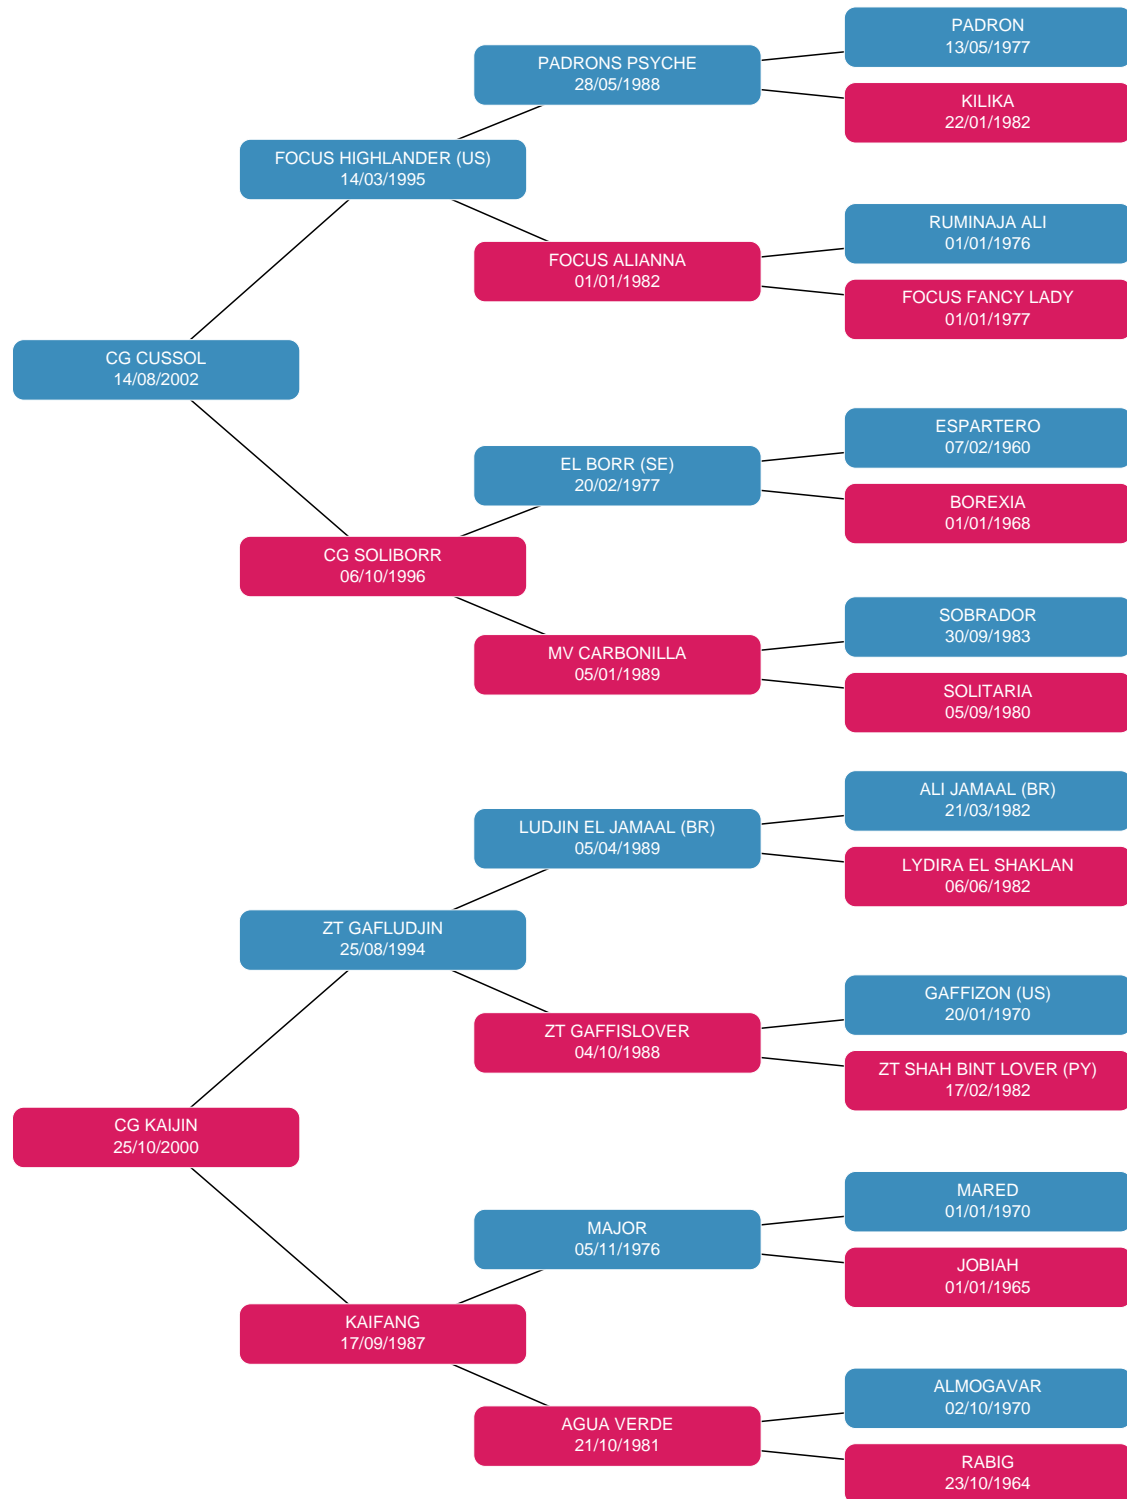 PADRON
13/05/1977
PADRONS PSYCHE
28/05/1988
KILIKA
22/01/1982
FOCUS HIGHLANDER (US)
14/03/1995
RUMINAJA ALI
01/01/1976
FOCUS ALIANNA
01/01/1982
FOCUS FANCY LADY
01/01/1977
CG CUSSOL
14/08/2002
ESPARTERO
07/02/1960
EL BORR (SE)
20/02/1977
BOREXIA
01/01/1968
CG SOLIBORR
06/10/1996
SOBRADOR
30/09/1983
MV CARBONILLA
05/01/1989
SOLITARIA
05/09/1980
ALI JAMAAL (BR)
21/03/1982
LUDJIN EL JAMAAL (BR)
05/04/1989
LYDIRA EL SHAKLAN
06/06/1982
ZT GAFLUDJIN
25/08/1994
GAFFIZON (US)
20/01/1970
ZT GAFFISLOVER
04/10/1988
ZT SHAH BINT LOVER (PY)
17/02/1982
CG KAIJIN
25/10/2000
MARED
01/01/1970
MAJOR
05/11/1976
JOBIAH
01/01/1965
KAIFANG
17/09/1987
ALMOGAVAR
02/10/1970
AGUA VERDE
21/10/1981
RABIG
23/10/1964